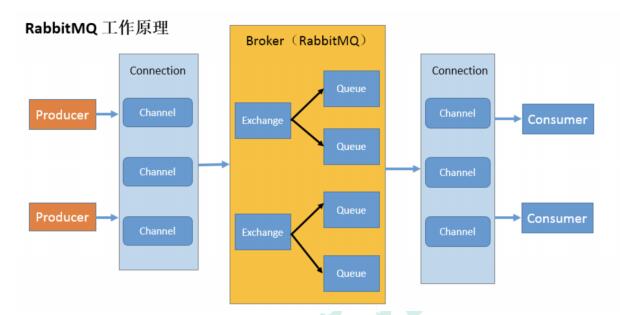 RabbitMQ 工作原理
Broker（RabbitMQ）
Connection
Connection
Producer
Channel
Exchange
Queue
Queue
Channel
Consumer
Channel
Channel
Producer
Channel
Exchange
Queue
Queue
Channel
Consumer